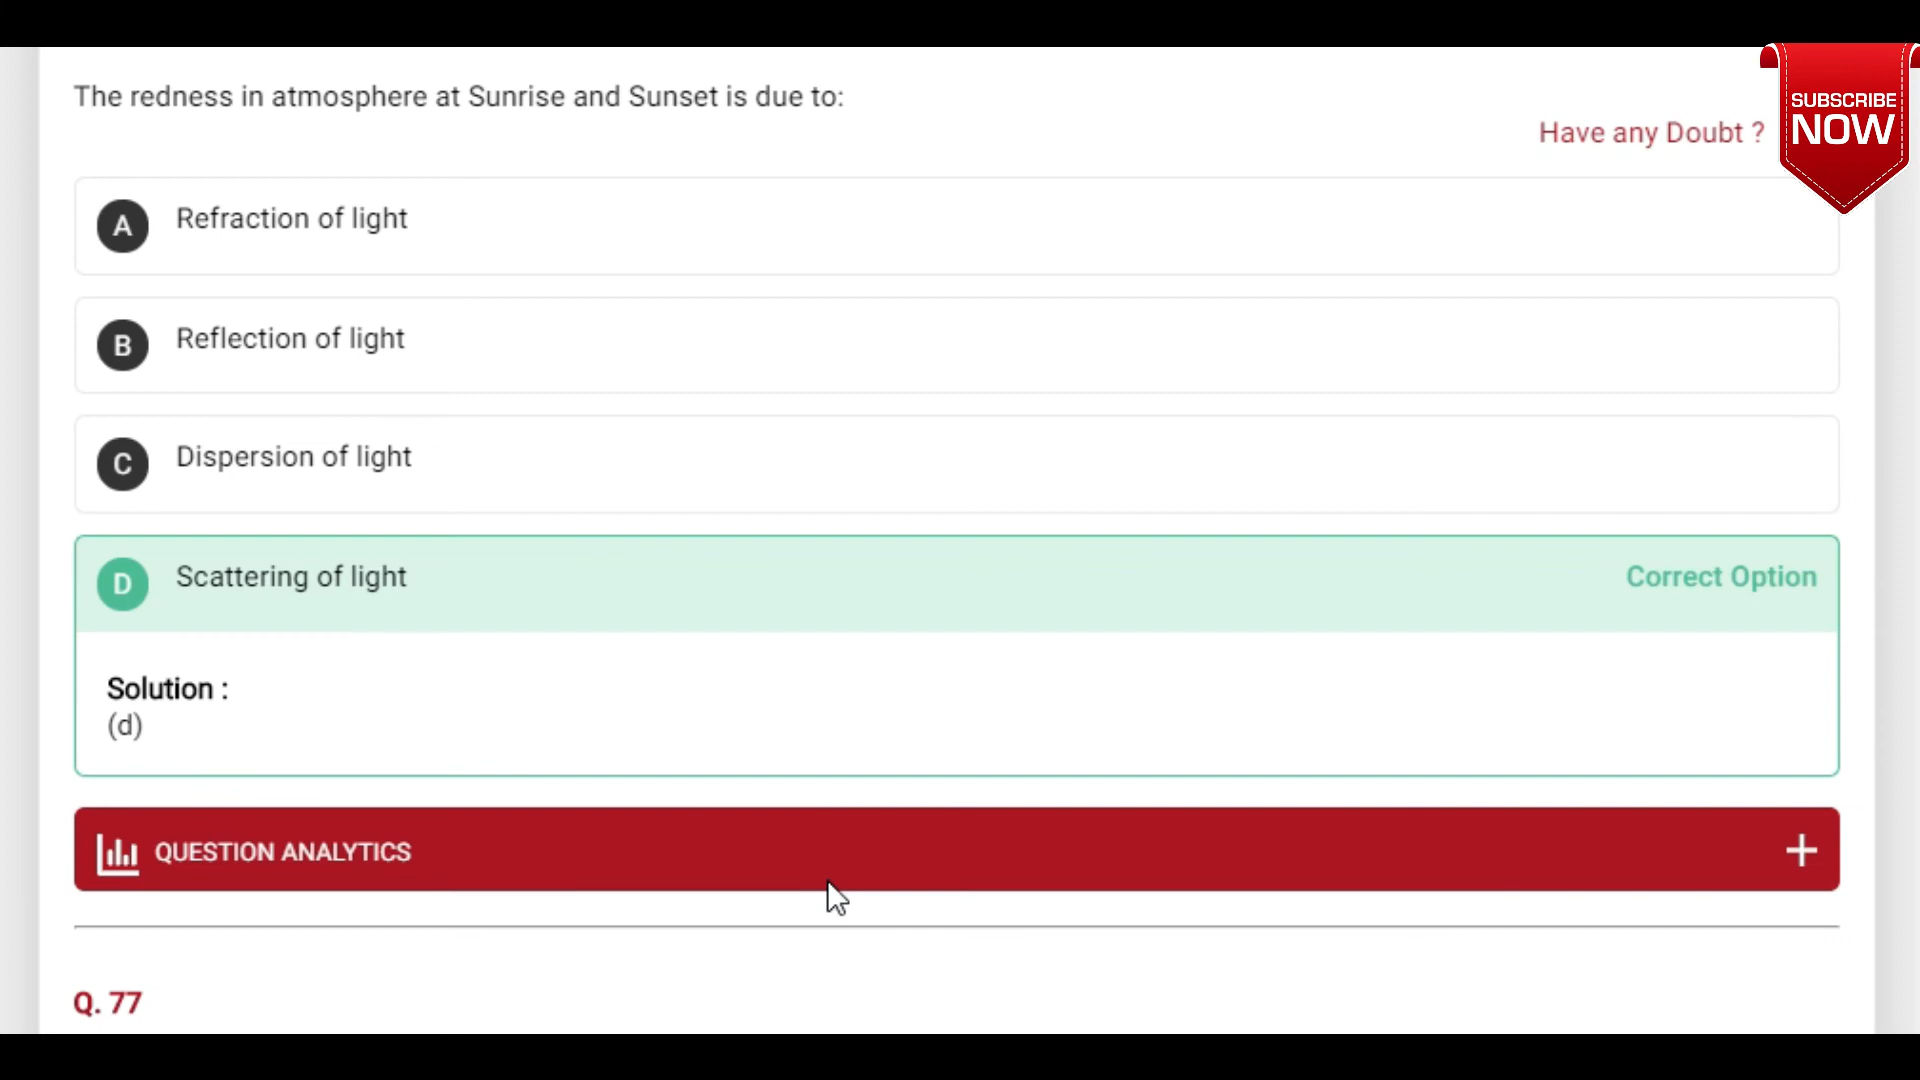 The redness in atmosphere at Sunrise and Sunset is due to:
SUBSCRIBE
NOW
Have any Doubt ?
A Refraction of light
B Reflection of light
C Dispersion of light
D Scattering of light Correct Option
Solution :
(d)
QUESTION ANALYTICS +
Q. 77